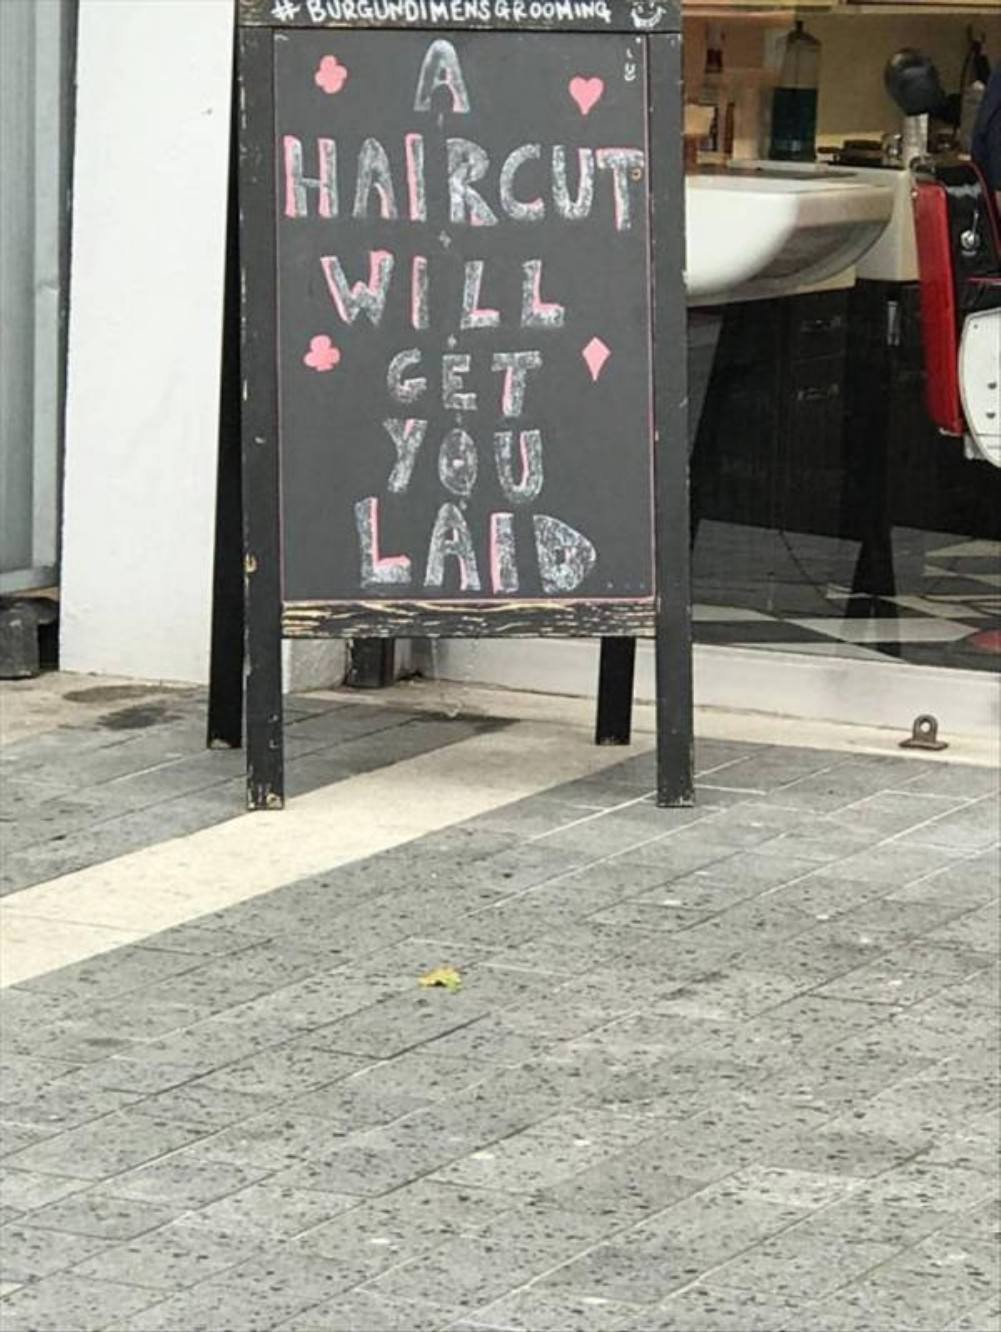 # BURGUNDIMENSGROOMING
A
HAIRCUT
WILL
GET
YOU
LAID